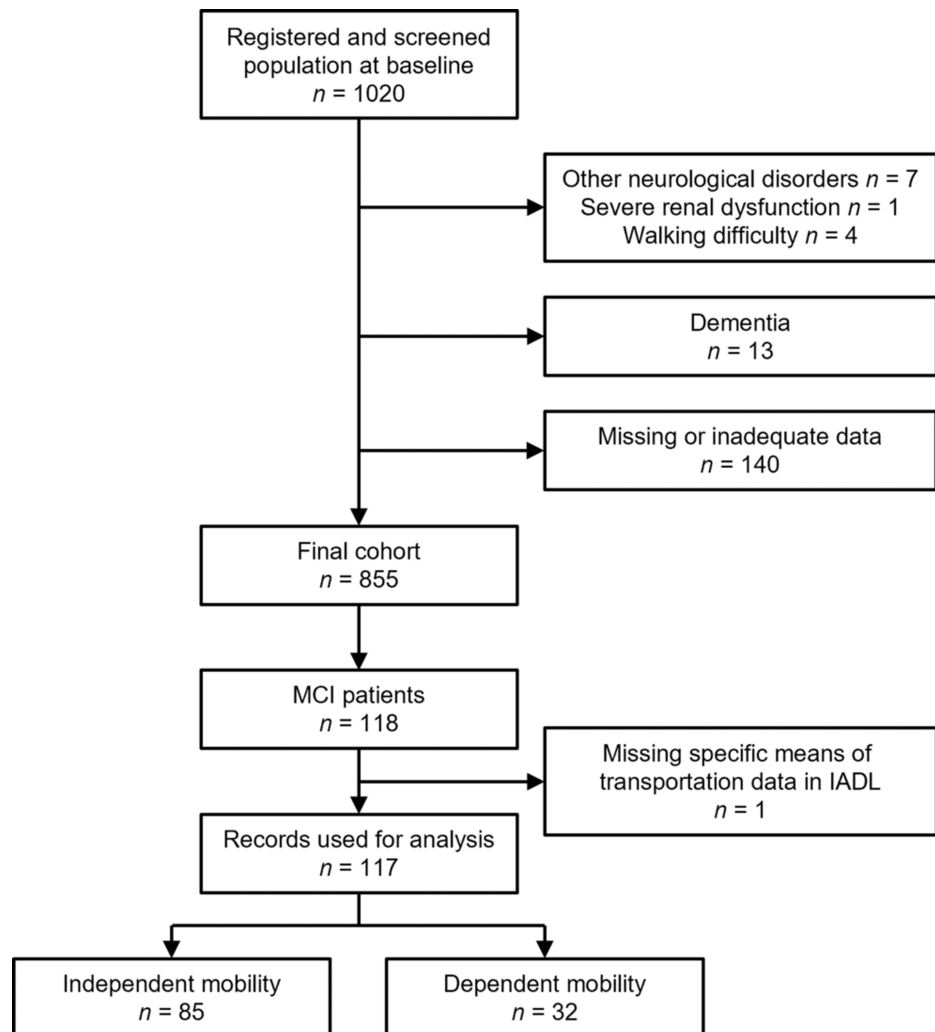 Registered and screened
population at baseline
n = 1020
Other neurological disorders n = 7
Severe renal dysfunction n = 1
Walking difficulty n = 4
Dementia
n = 13
Missing or inadequate data
n = 140
Final cohort
n = 855
MCI patients
n = 118
Missing specific means of
transportation data in IADL
n = 1
Records used for analysis
n = 117
Independent mobility
n = 85
Dependent mobility
n = 32